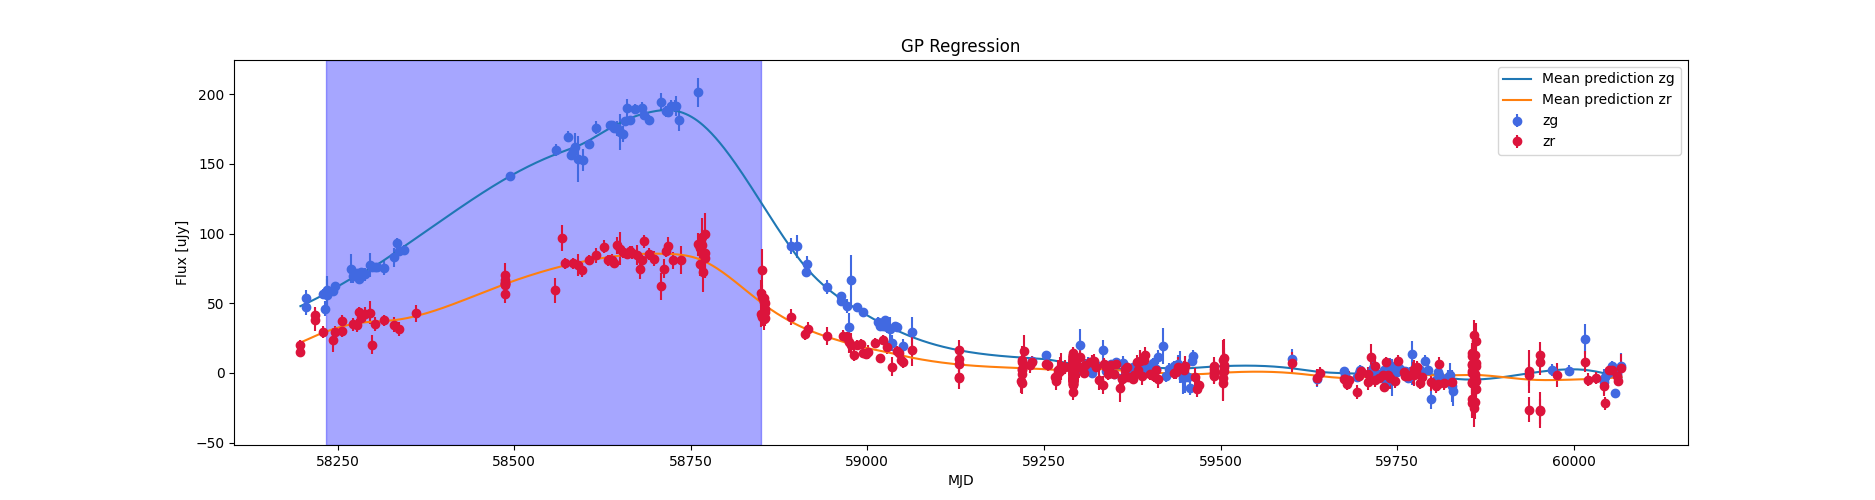 GP Regression
Mean prediction zg
Mean prediction zr
zg
zr
Flux [uJy]
200
150
100
50
0
−50
58250
58500
58750
59000
59250
59500
59750
60000
MJD